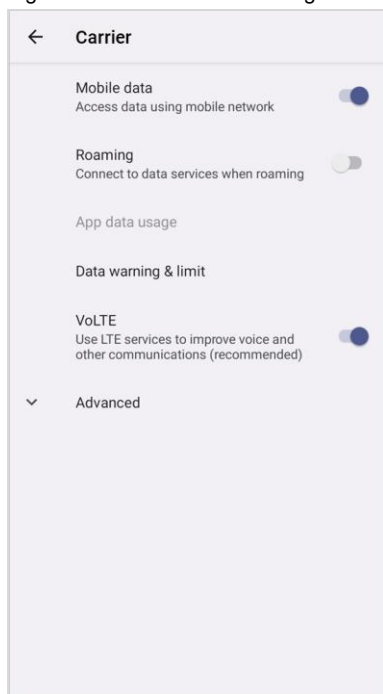 Carrier
Mobile data
Access data using mobile network
Roaming
Connect to data services when roaming
App data usage
Data warning & limit
VoLTE
Use LTE services to improve voice and
other communications (recommended)
Advanced